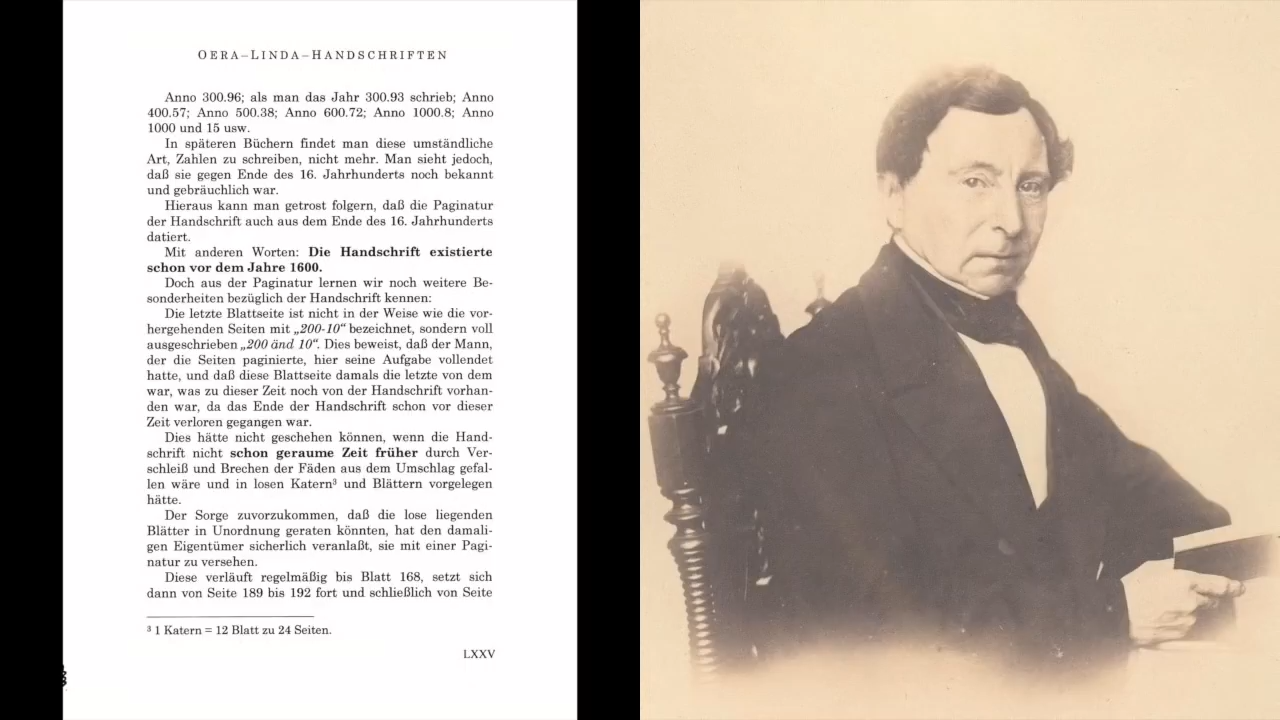 OERA–LINDA–HANDSCHRIFTEN
Anno 300.96; als man das Jahr 300.93 schrieb; Anno
400.57; Anno 500.38; Anno 600.72; Anno 1000.8; Anno
1000 und 15 usw.
In späteren Büchern findet man diese umständliche
Art, Zahlen zu schreiben, nicht mehr. Man sieht jedoch,
daß sie gegen Ende des 16. Jahrhunderts noch bekannt
und gebräuchlich war.
Hieraus kann man getrost folgern, daß die Paginatur
der Handschrift auch aus dem Ende des 16. Jahrhunderts
datiert.
Mit anderen Worten: Die Handschrift existierte
schon vor dem Jahre 1600.
Doch aus der Paginatur lernen wir noch weitere Be-
sonderheiten bezüglich der Handschrift kennen:
Die letzte Blattseite ist nicht in der Weise wie die vor-
hergehenden Seiten mit „200-10“ bezeichnet, sondern voll
ausgeschrieben „200 änd 10“. Dies beweist, daß der Mann,
der die Seiten paginierte, hier seine Aufgabe vollendet
hatte, und daß diese Blattseite damals die letzte von dem
war, was zu dieser Zeit noch von der Handschrift vorhan-
den war, da das Ende der Handschrift schon vor dieser
Zeit verloren gegangen war.
Dies hätte nicht geschehen können, wenn die Hand-
schrift nicht schon geraume Zeit früher durch Ver-
schleiß und Brechen der Fäden aus dem Umschlag gefal-
len wäre und in losen Katern³ und Blättern vorgelegen
hätte.
Der Sorge zuvorzukommen, daß die lose liegenden
Blätter in Unordnung geraten könnten, hat den damali-
gen Eigentümer sicherlich veranlaßt, sie mit einer Pagi-
natur zu versehen.
Diese verläuft regelmäßig bis Blatt 168, setzt sich
dann von Seite 189 bis 192 fort und schließlich von Seite
³ 1 Katern = 12 Blatt zu 24 Seiten.
LXXV